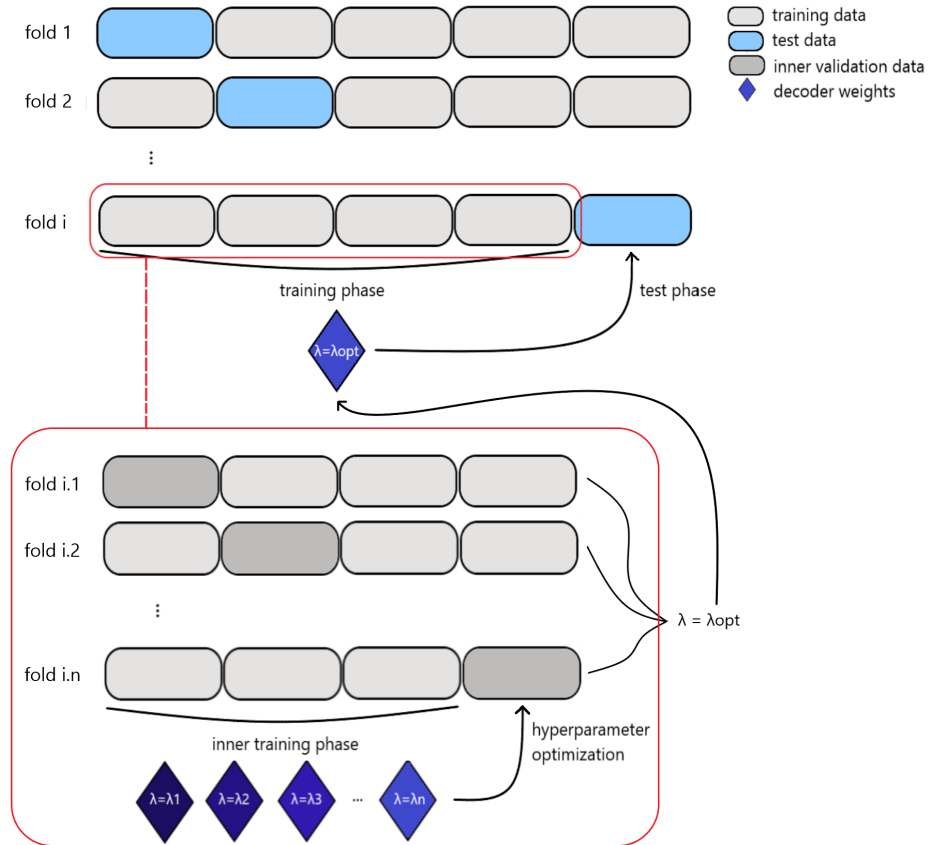 fold 1
training data
test data
inner validation data
decoder weights
fold 2
⋮
fold i
training phase
test phase
λ=λopt
fold i.1
fold i.2
⋮
λ = λopt
fold i.n
hyperparameter
optimization
inner training phase
λ=λ1
λ=λ2
λ=λ3
...
λ=λn